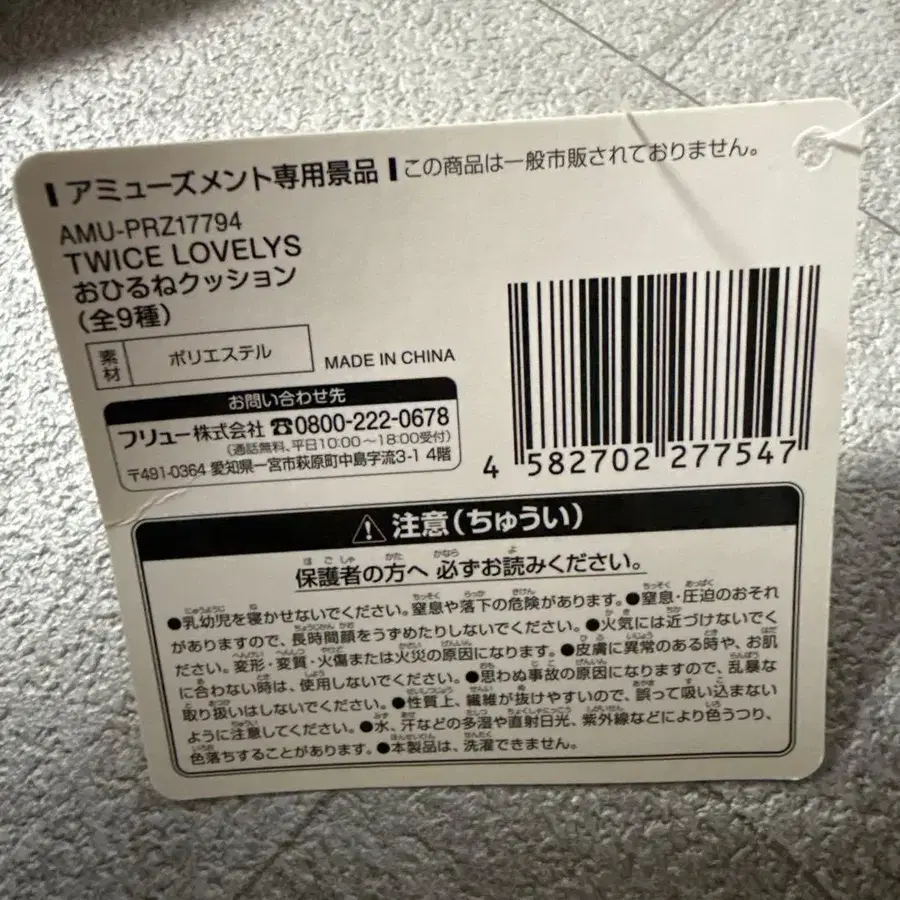 アミューズメント専用景品 この商品は一般市販されておりません。
AMU-PRZ17794
TWICE LOVELYS
おひるねクッション
(全9種)
素材 ポリエステル MADE IN CHINA
お問い合わせ先
フリュー株式会社 ☎0800-222-0678
(通話無料、平日10:00〜18:00受付)
〒491-0364 愛知県一宮市萩原町中島字流3-1 4階
4 582702 277547
⚠ 注意(ちゅうい)
保護者の方へ 必ずお読みください。
●乳幼児を寝かせないでください。窒息や落下の危険があります。●窒息・圧迫のおそれ
がありますので、長時間顔をうずめたりしないでください。●火気には近づけないでく
ださい。変形・変質・火傷または火災の原因になります。●皮膚に異常のある時や、お肌
に合わない時は、使用しないでください。●思わぬ事故の原因になりますので、乱暴な
取り扱いはしないでください。●性質上、繊維が抜けやすいので、誤って吸い込まない
ように注意してください。●水、汗などの多湿や直射日光、紫外線などにより色うつり、
色落ちすることがあります。●本製品は、洗濯できません。